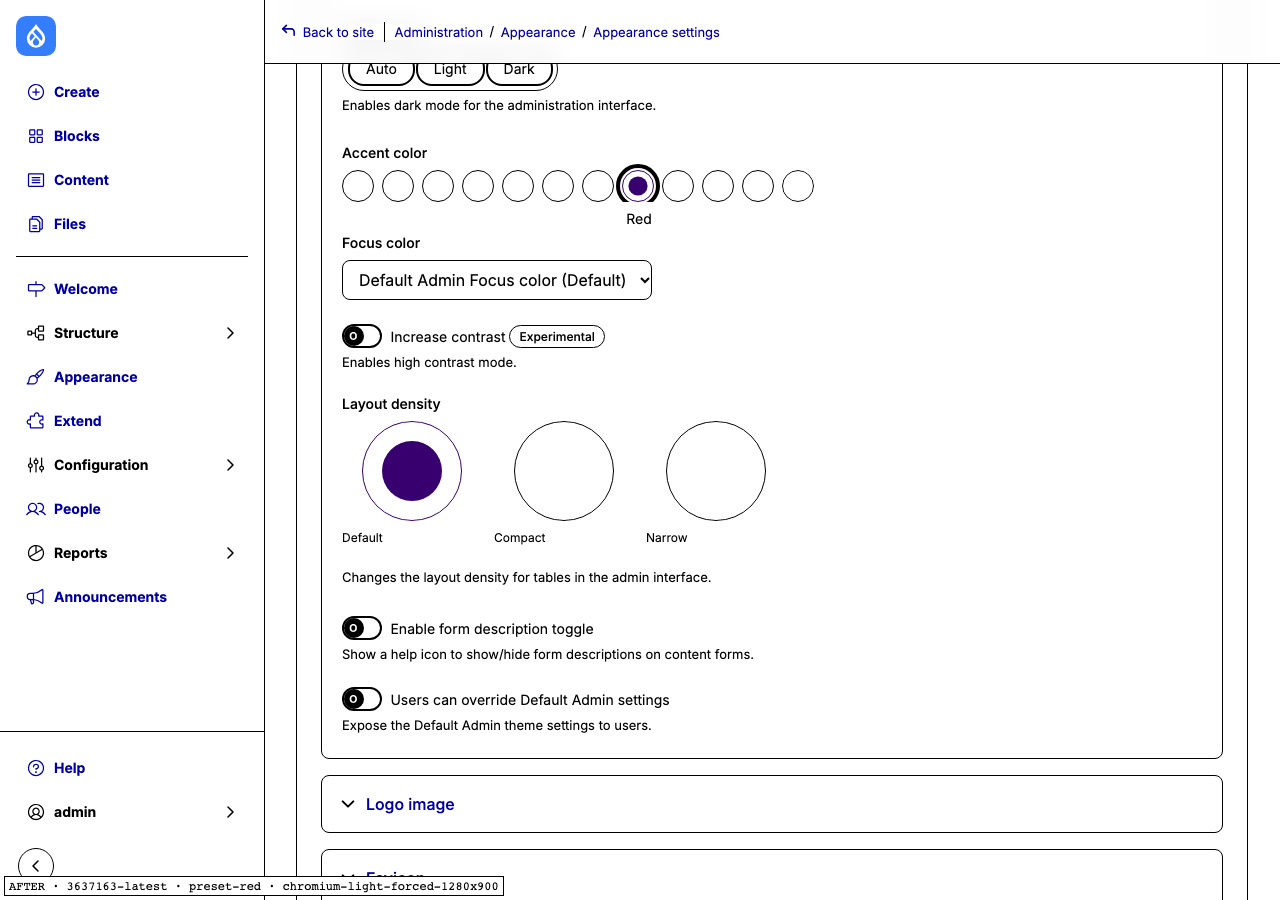 Back to site
Administration / Appearance / Appearance settings
Create
Blocks
Content
Files
Welcome
Structure
Appearance
Extend
Configuration
People
Reports
Announcements
Help
admin
Auto Light Dark
Enables dark mode for the administration interface.
Accent color
Red
Focus color
Default Admin Focus color (Default)
Increase contrast Experimental
Enables high contrast mode.
Layout density
Default Compact Narrow
Changes the layout density for tables in the admin interface.
Enable form description toggle
Show a help icon to show/hide form descriptions on content forms.
Users can override Default Admin settings
Expose the Default Admin theme settings to users.
Logo image
Favicon
AFTER · 3637163-latest · preset-red · chromium-light-forced-1280x900